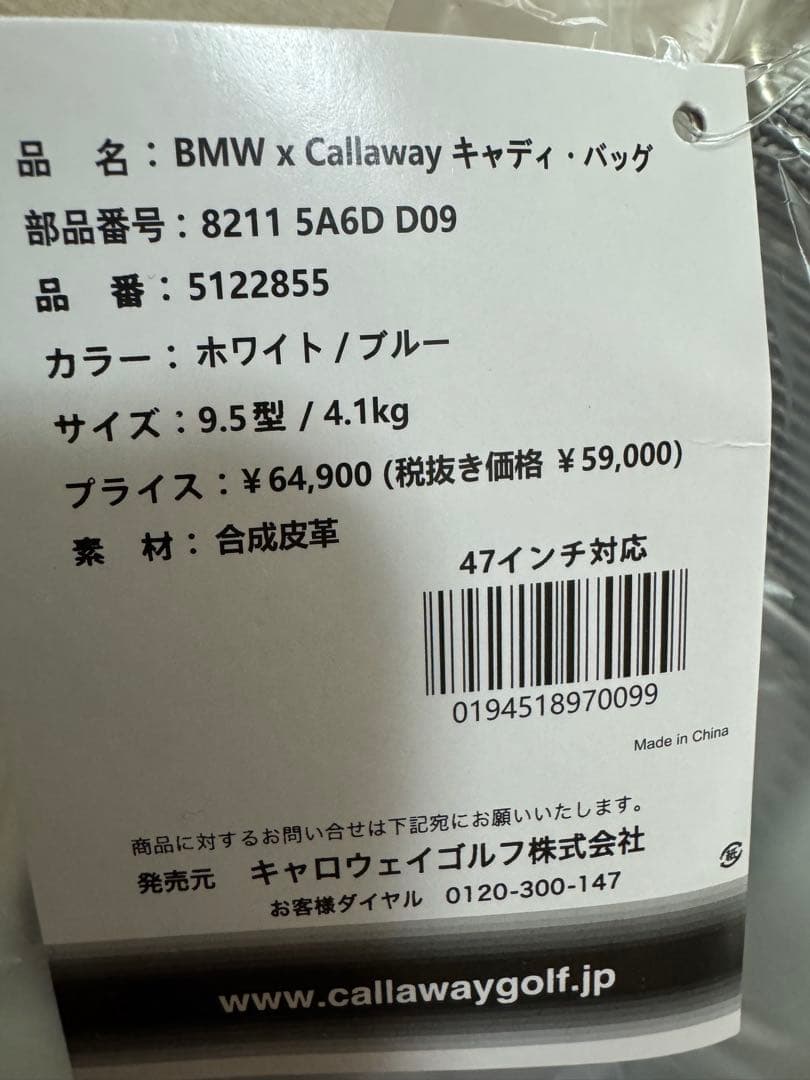 品 名：BMW x Callaway キャディ・バッグ
部品番号：8211 5A6D D09
品 番：5122855
カラー：ホワイト / ブルー
サイズ：9.5型 / 4.1kg
プライス：￥64,900 (税抜き価格 ￥59,000)
素 材：合成皮革
47インチ対応
0194518970099
Made in China
商品に対するお問い合せは下記宛にお願いいたします。
発売元 キャロウェイゴルフ株式会社
お客様ダイヤル 0120-300-147
紙
www.callawaygolf.jp